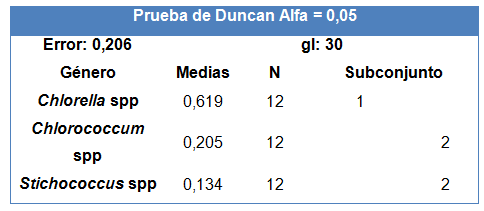 Prueba de Duncan Alfa = 0,05
Error: 0,206 gl: 30
Género Medias N Subconjunto
Chlorella spp 0,619 12 1
Chlorococcum spp 0,205 12 2
Stichococcus spp 0,134 12 2